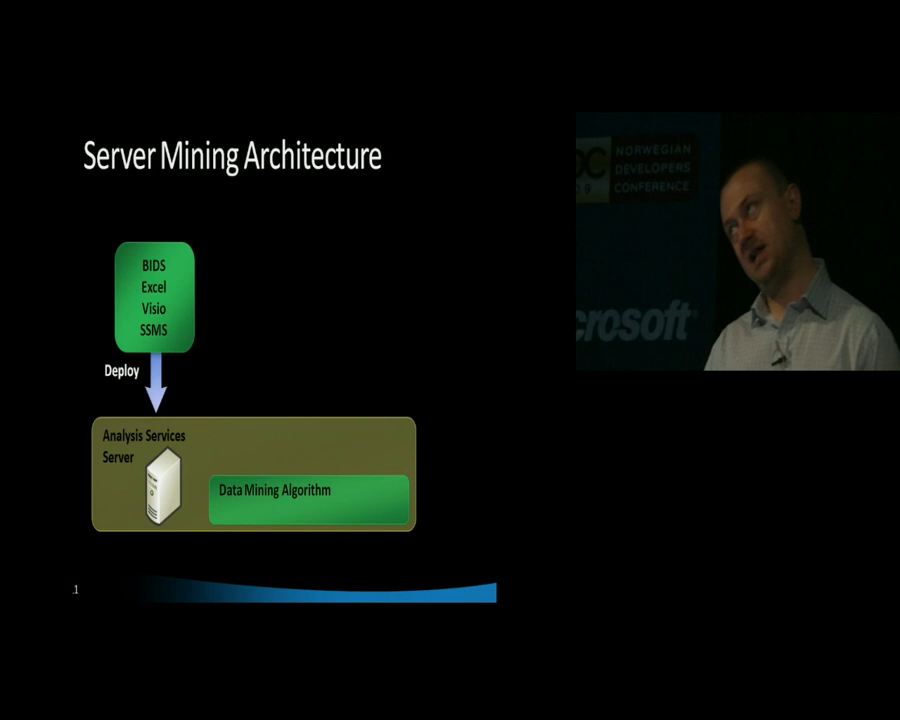 Server Mining Architecture
BIDS
Excel
Visio
SSMS
Deploy
Analysis Services
Server
Data Mining Algorithm
.1
NORWEGIAN
DEVELOPERS
CONFERENCE
crosoft